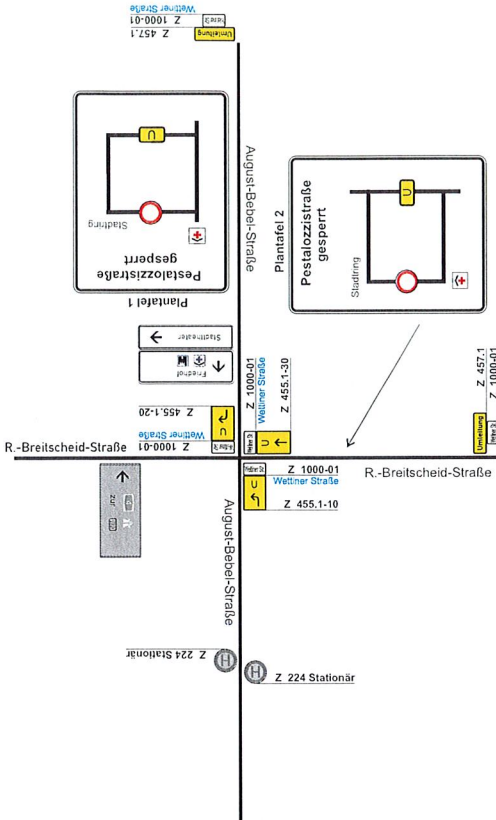 Wettiner Straße
Z 1000-01
Z 457.1
Umleitung
Plantafel 1
Pestalozzistraße
gesperrt
Stadtring
U
August-Bebel-Straße
Plantafel 2
Pestalozzistraße
gesperrt
Stadtring
U
Stadttheater
Friedhof
Z 455.1-20
Wettiner Straße
Z 1000-01
U
Z 1000-01
Wettiner Straße
Z 455.1-30
U
Z 457.1
Z 1000-01
Umleitung
R.-Breitscheid-Straße
R.-Breitscheid-Straße
Z 1000-01
Wettiner Straße
Z 455.1-10
U
zur
August-Bebel-Straße
Z 224 Stationär
H
H
Z 224 Stationär